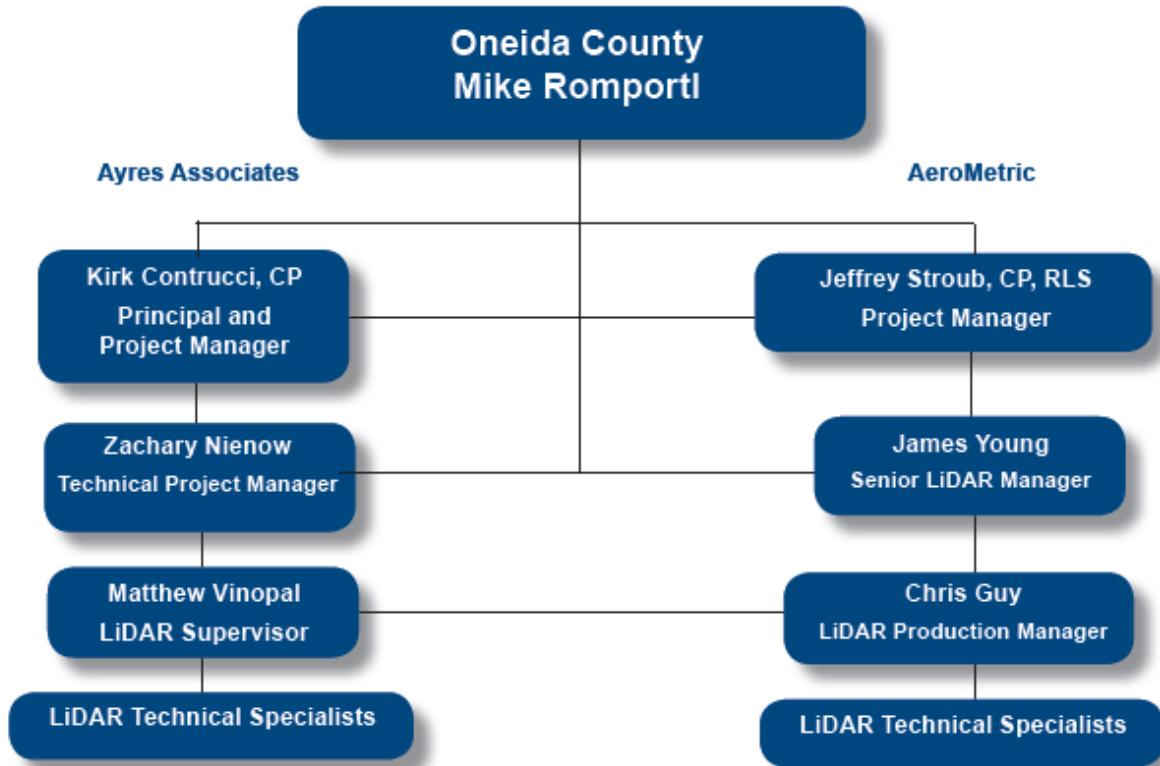 Oneida County
Mike Romportl
Ayres Associates
AeroMetric
Kirk Contrucci, CP
Principal and
Project Manager
Jeffrey Stroub, CP, RLS
Project Manager
Zachary Nienow
Technical Project Manager
James Young
Senior LiDAR Manager
Matthew Vinopal
LiDAR Supervisor
Chris Guy
LiDAR Production Manager
LiDAR Technical Specialists
LiDAR Technical Specialists